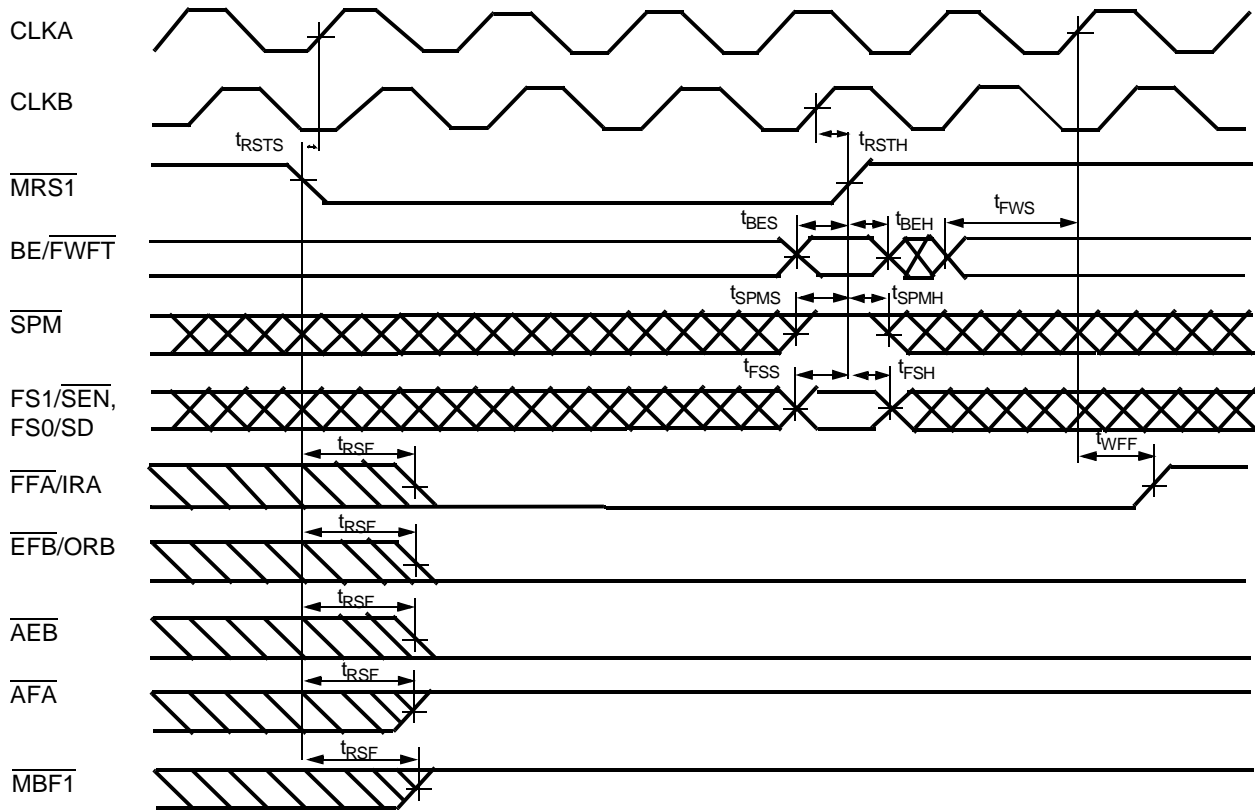 CLKA
CLKB
tRSTS
tRSTH
MRS1
tBES
tBEH
tFWS
BE/FWFT
tSPMS
tSPMH
SPM
tFSS
tFSH
FS1/SEN,
FS0/SD
tRSF
tWFF
FFA/IRA
tRSF
EFB/ORB
tRSF
AEB
tRSF
AFA
tRSF
MBF1